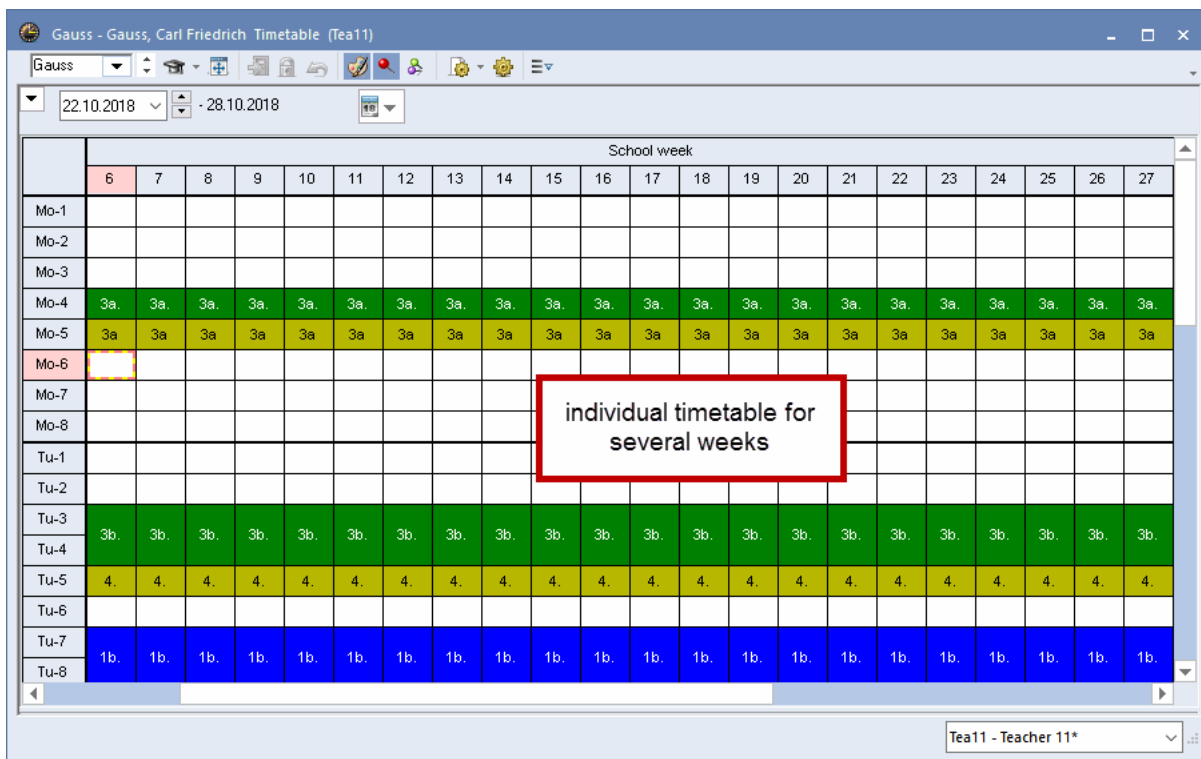 Gauss - Gauss, Carl Friedrich Timetable (Tea11)
Gauss
22.10.2018 - 28.10.2018
School week
6 7 8 9 10 11 12 13 14 15 16 17 18 19 20 21 22 23 24 25 26 27
Mo-1
Mo-2
Mo-3
Mo-4 3a. 3a. 3a. 3a. 3a. 3a. 3a. 3a. 3a. 3a. 3a. 3a. 3a. 3a. 3a. 3a. 3a. 3a. 3a. 3a. 3a. 3a.
Mo-5 3a 3a 3a 3a 3a 3a 3a 3a 3a 3a 3a 3a 3a 3a 3a 3a 3a 3a 3a 3a 3a 3a
Mo-6
Mo-7
Mo-8
individual timetable for
several weeks
Tu-1
Tu-2
Tu-3
3b. 3b. 3b. 3b. 3b. 3b. 3b. 3b. 3b. 3b. 3b. 3b. 3b. 3b. 3b. 3b. 3b. 3b. 3b. 3b. 3b. 3b.
Tu-4
Tu-5 4. 4. 4. 4. 4. 4. 4. 4. 4. 4. 4. 4. 4. 4. 4. 4. 4. 4. 4. 4. 4. 4.
Tu-6
Tu-7
1b. 1b. 1b. 1b. 1b. 1b. 1b. 1b. 1b. 1b. 1b. 1b. 1b. 1b. 1b. 1b. 1b. 1b. 1b. 1b. 1b. 1b.
Tu-8
Tea11 - Teacher 11*